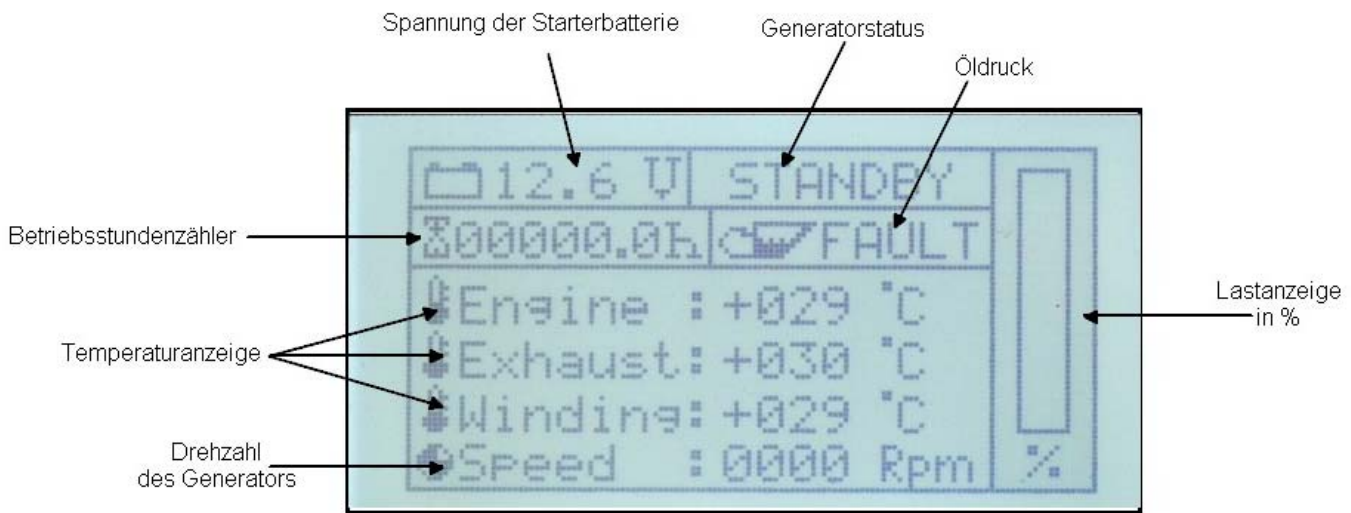 Spannung der Starterbatterie
Generatorstatus
Öldruck
12.6 V
STANDBY
Betriebsstundenzähler
00000.0h
FAULT
Engine : +029 °C
Lastanzeige
in %
Temperaturanzeige
Exhaust: +030 °C
Winding: +029 °C
Drehzahl
des Generators
Speed : 0000 Rpm
%